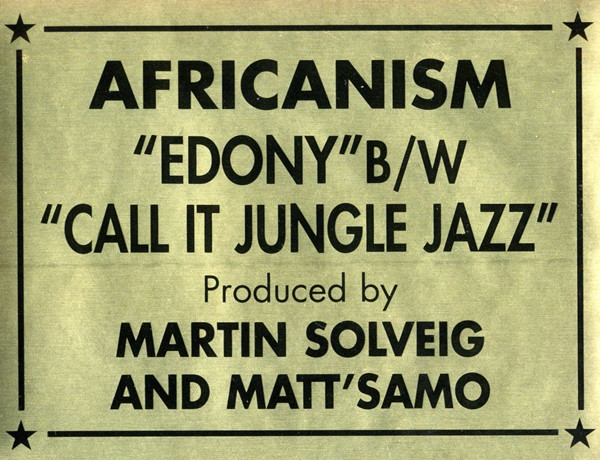 AFRICANISM
"EDONY" B/W
"CALL IT JUNGLE JAZZ"
Produced by
MARTIN SOLVEIG
AND MATT'SAMO